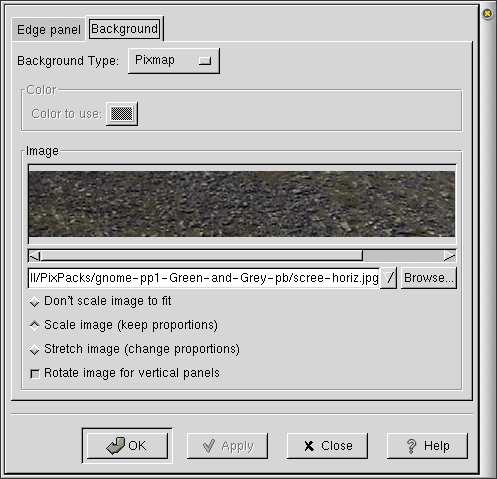 Edge panel Background
Background Type: Pixmap
Color
Color to use:
Image
ll/PixPacks/gnome-pp1-Green-and-Grey-pb/scree-horiz.jpg Browse...
Don't scale image to fit
Scale image (keep proportions)
Stretch image (change proportions)
Rotate image for vertical panels
OK Apply Close Help